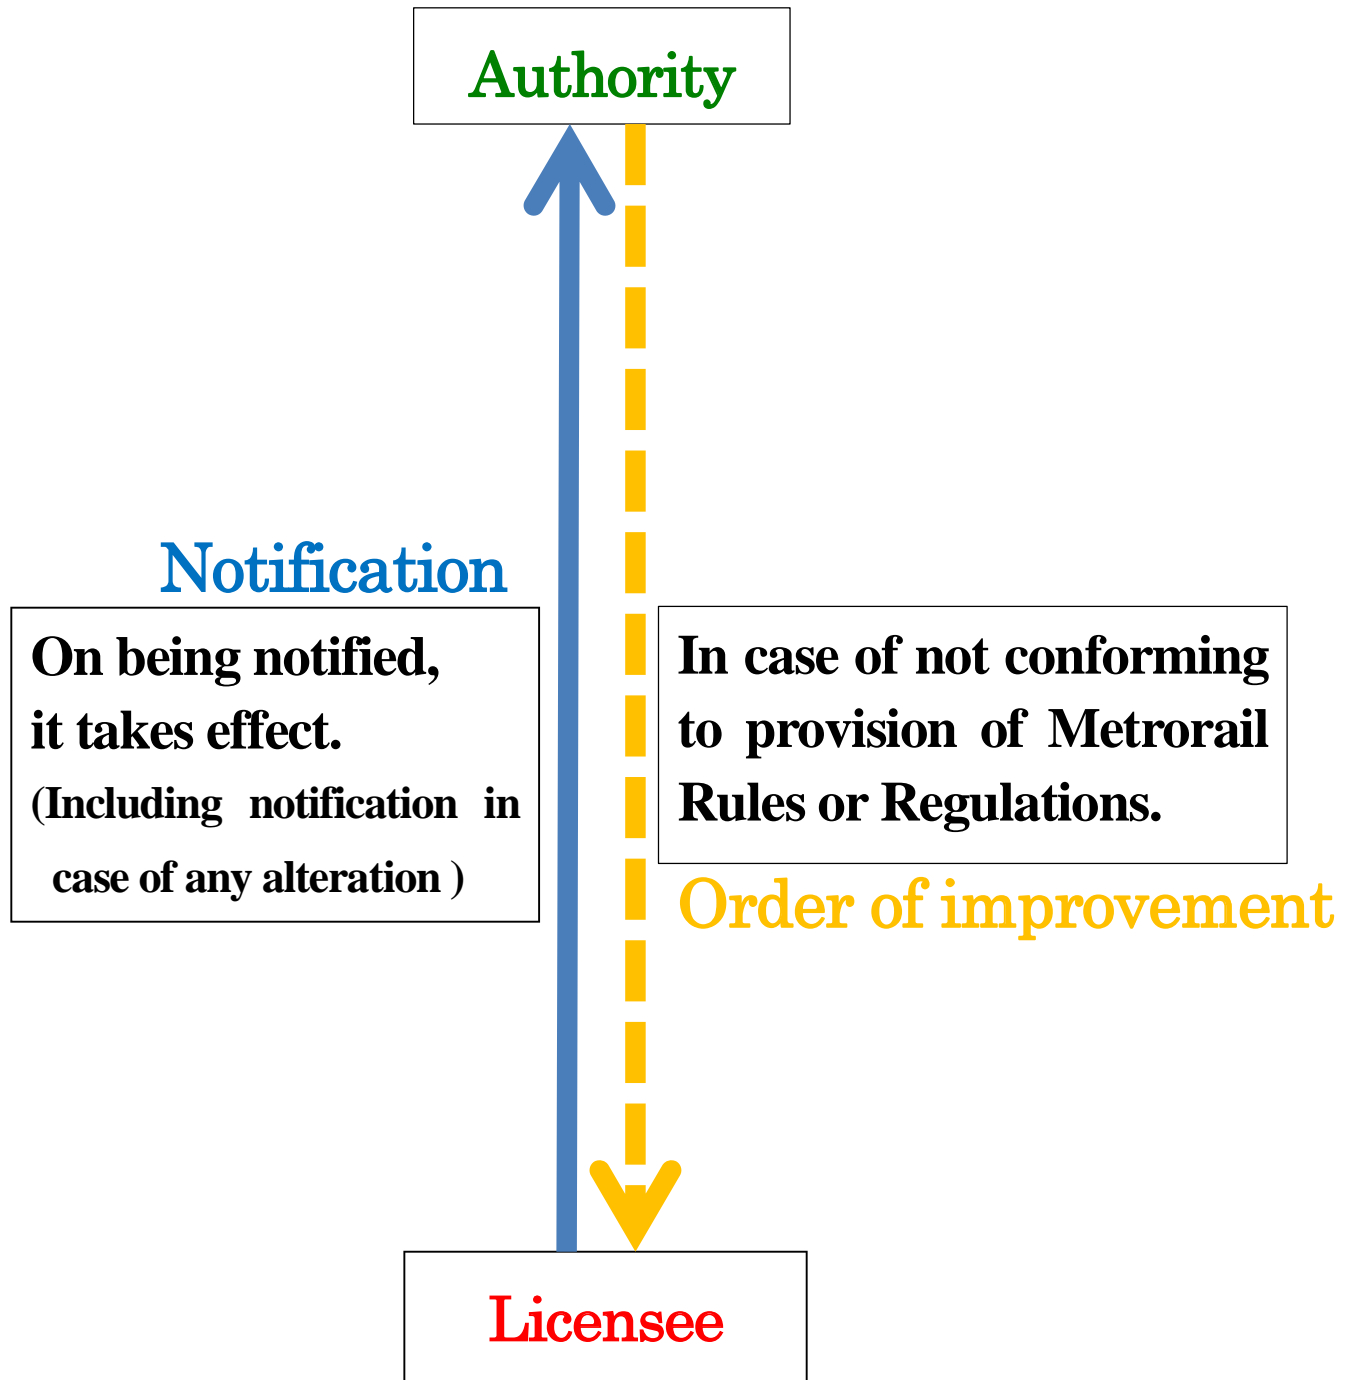 Authority
Notification
On being notified,
it takes effect.
(Including notification in
case of any alteration )
In case of not conforming
to provision of Metrorail
Rules or Regulations.
Order of improvement
Licensee